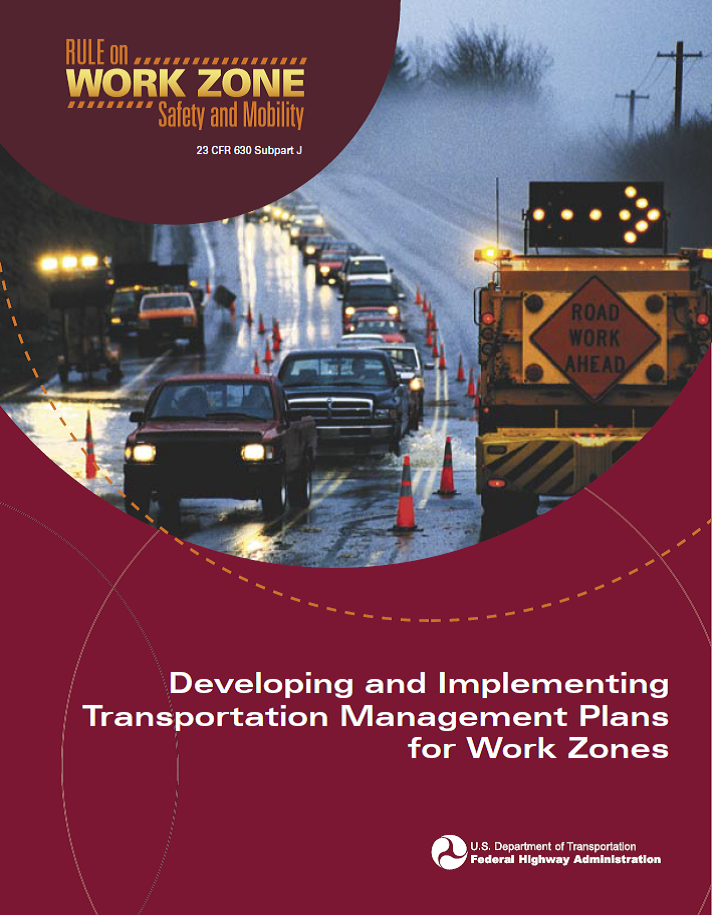 RULE on
WORK ZONE
Safety and Mobility
23 CFR 630 Subpart J
ROAD
WORK
AHEAD
Developing and Implementing
Transportation Management Plans
for Work Zones
U.S. Department of Transportation
Federal Highway Administration